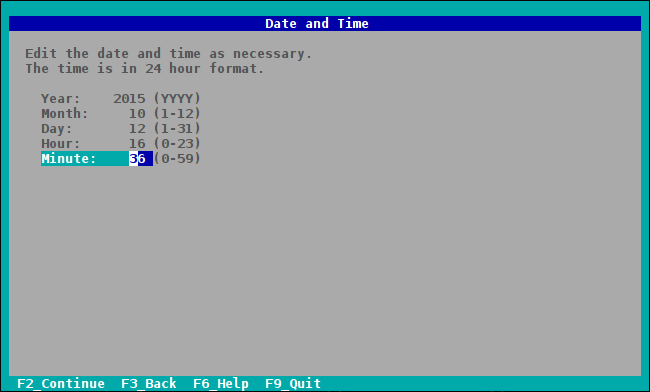 Date and Time
Edit the date and time as necessary.
The time is in 24 hour format.
Year: 2015 (YYYY)
Month: 10 (1-12)
Day: 12 (1-31)
Hour: 16 (0-23)
Minute: 36 (0-59)
F2_Continue F3_Back F6_Help F9_Quit